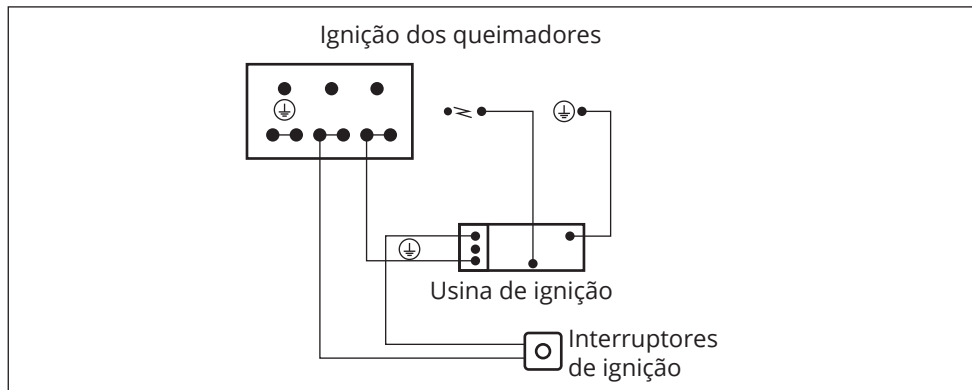 Ignição dos queimadores
Usina de ignição
Interruptores
de ignição